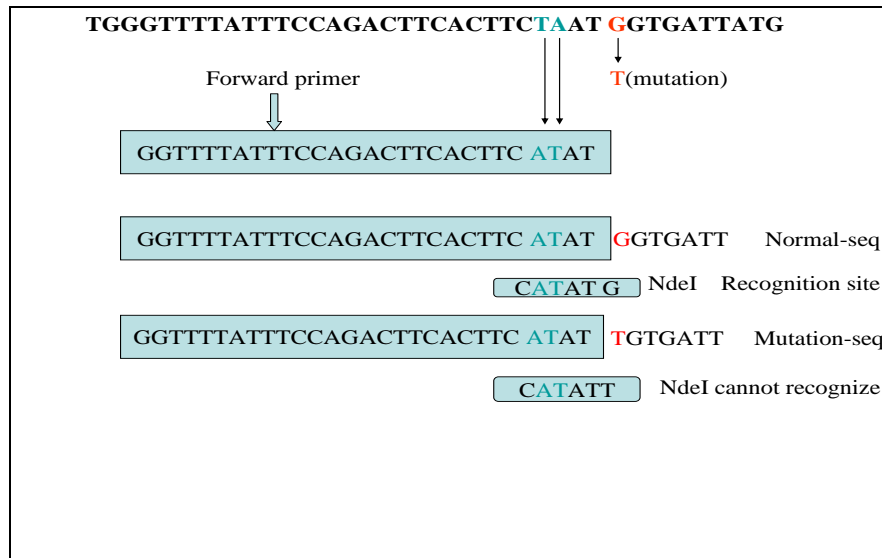 TGGGTTTTATTTCCAGACTTCACTTCTAAT GGTGATTATG
Forward primer
T(mutation)
GGTTTTATTTCCAGACTTCACTTC ATAT
GGTTTTATTTCCAGACTTCACTTC ATAT GGTGATT Normal-seq
CATAT G NdeI Recognition site
GGTTTTATTTCCAGACTTCACTTC ATAT TGTGATT Mutation-seq
CATATT NdeI cannot recognize